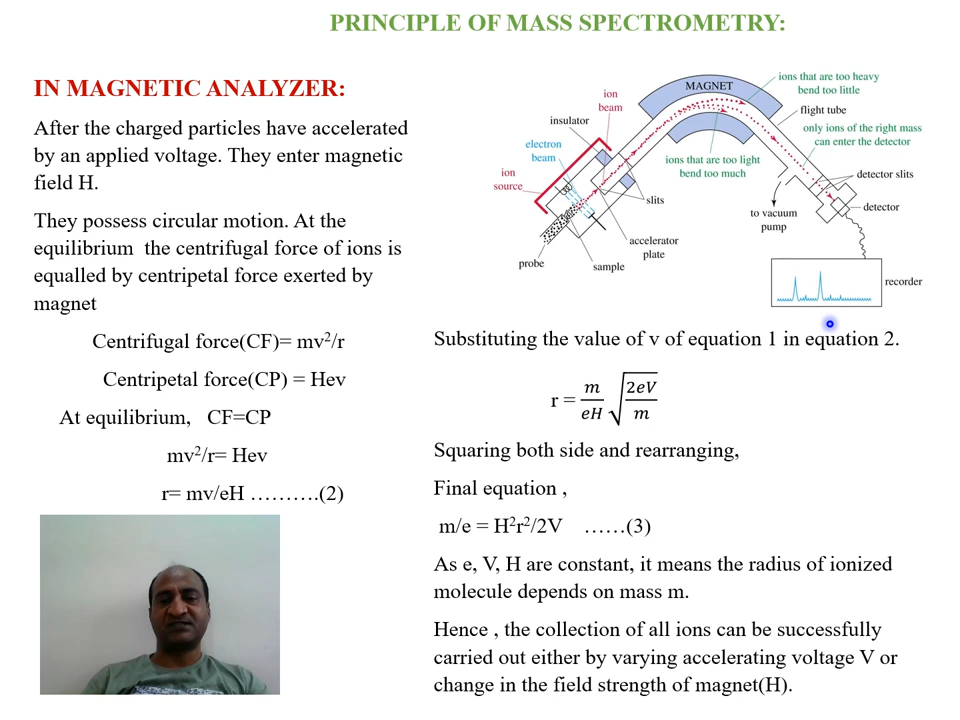 PRINCIPLE OF MASS SPECTROMETRY:
IN MAGNETIC ANALYZER:
After the charged particles have accelerated
by an applied voltage. They enter magnetic
field H.
They possess circular motion. At the
equilibrium the centrifugal force of ions is
equalled by centripetal force exerted by
magnet
Centrifugal force(CF)= mv²/r
Centripetal force(CP) = Hev
At equilibrium, CF=CP
mv²/r= Hev
r= mv/eH ……….(2)
MAGNET
ions that are too heavy
bend too little
ion
beam
flight tube
insulator
only ions of the right mass
can enter the detector
electron
beam
ions that are too light
bend too much
ion
source
detector slits
slits
detector
to vacuum
pump
accelerator
plate
probe
sample
recorder
Substituting the value of v of equation 1 in equation 2.
r = m/eH √(2eV/m)
Squaring both side and rearranging,
Final equation ,
m/e = H²r²/2V ……(3)
As e, V, H are constant, it means the radius of ionized
molecule depends on mass m.
Hence , the collection of all ions can be successfully
carried out either by varying accelerating voltage V or
change in the field strength of magnet(H).